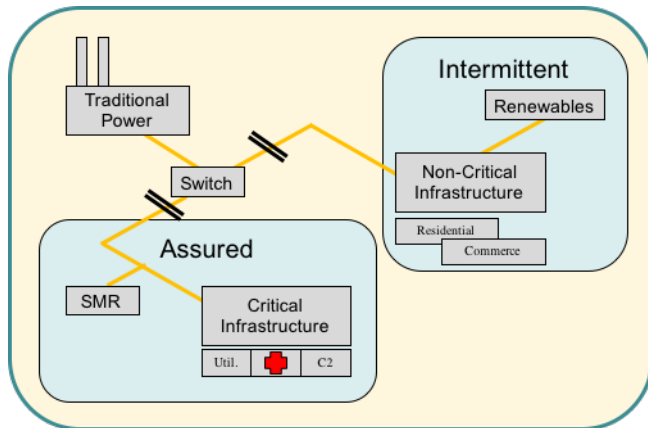 Traditional
Power
Switch
Intermittent
Renewables
Non-Critical
Infrastructure
Residential
Commerce
Assured
SMR
Critical
Infrastructure
Util.
C2